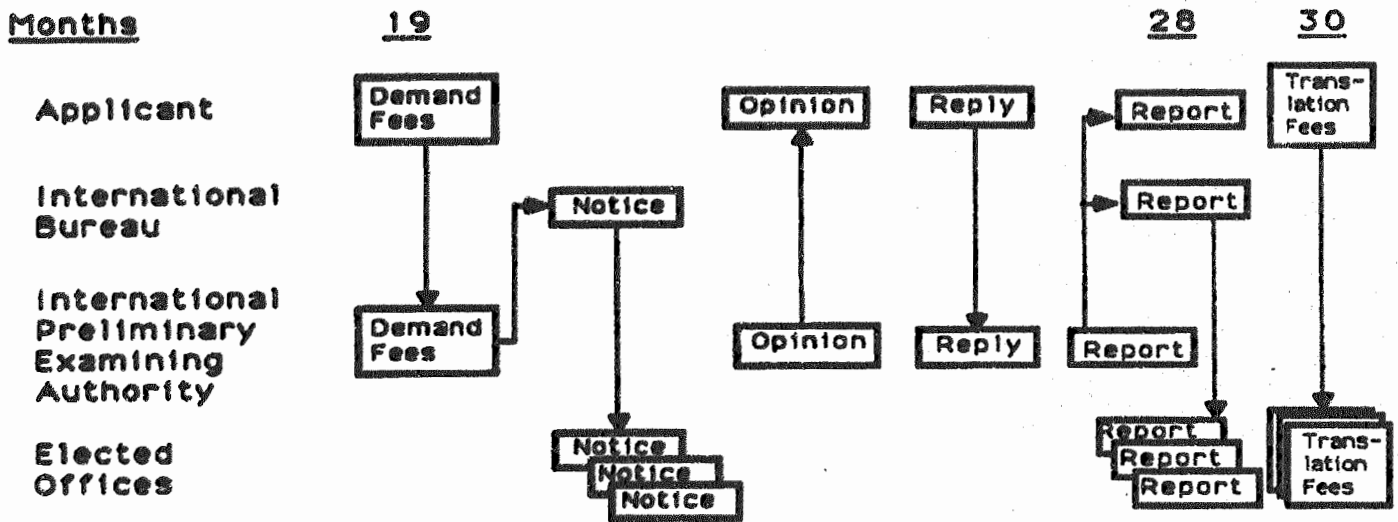 Months 19 28 30
Applicant
Demand
Fees
Opinion
Reply
Report
Trans-
lation
Fees
International
Bureau
Notice
Report
International
Preliminary
Examining
Authority
Demand
Fees
Opinion
Reply
Report
Elected
Offices
Notice
Notice
Notice
Report
Report
Report
Trans-
lation
Fees